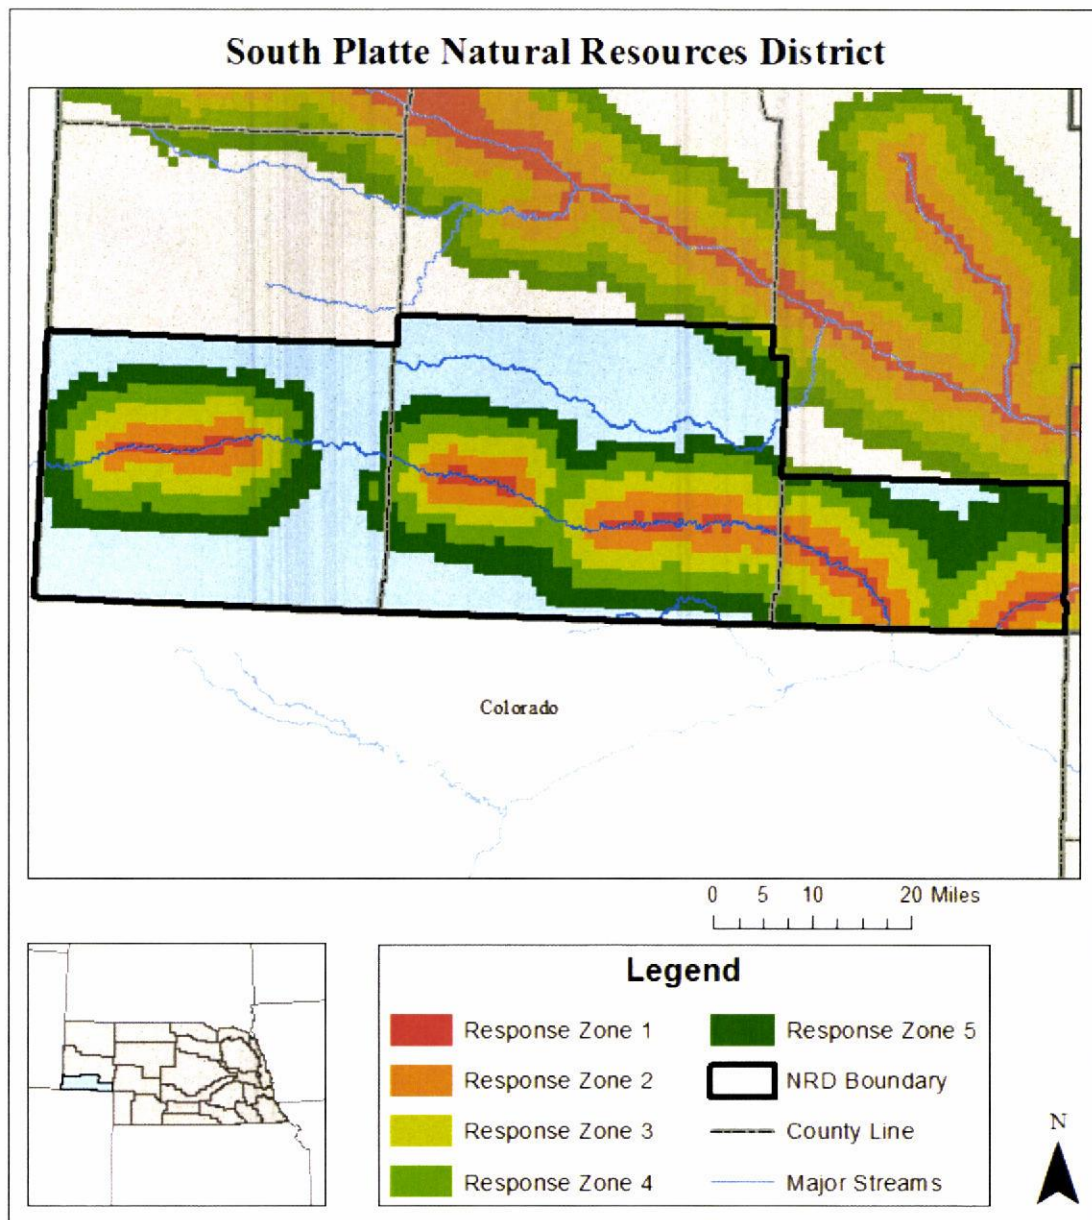 South Platte Natural Resources District
Colorado
0 5 10 20 Miles
Legend
Response Zone 1
Response Zone 2
Response Zone 3
Response Zone 4
Response Zone 5
NRD Boundary
County Line
Major Streams
N